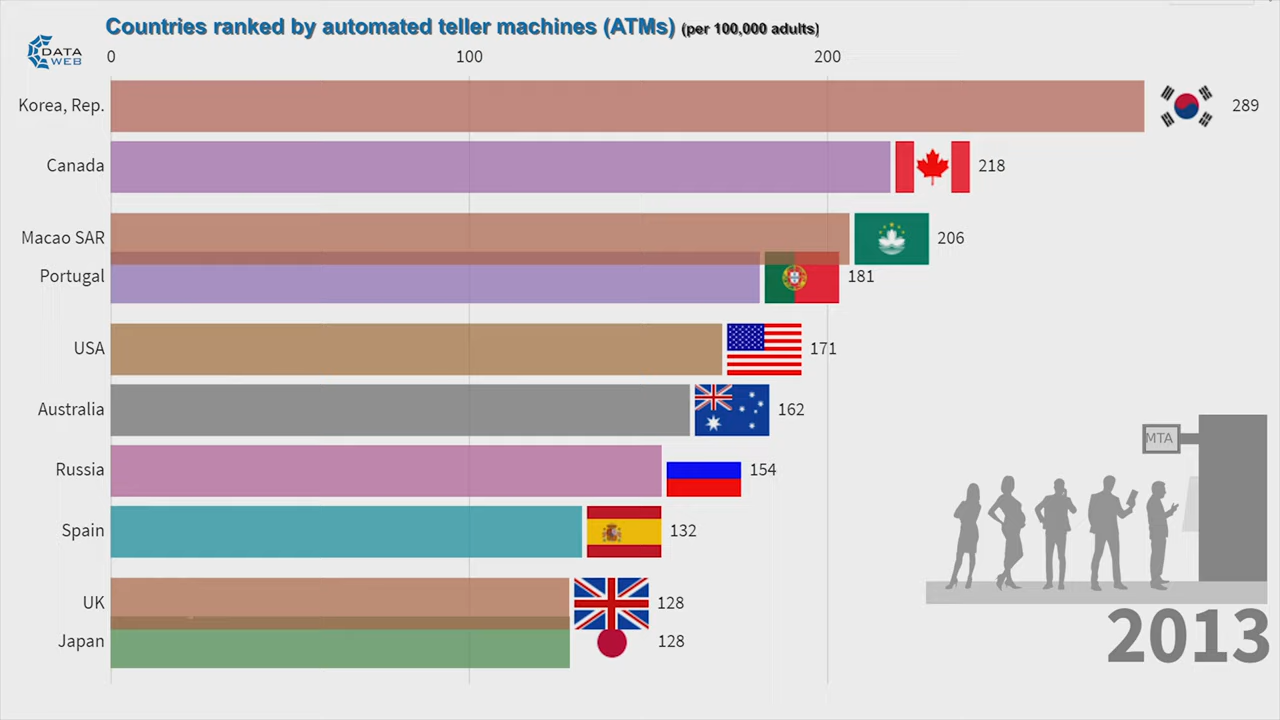 Countries ranked by automated teller machines (ATMs) (per 100,000 adults)
DATA
WEB
0 100 200
Korea, Rep. 289
Canada 218
Macao SAR 206
Portugal 181
USA 171
Australia 162
Russia 154
Spain 132
UK 128
Japan 128
MTA
2013